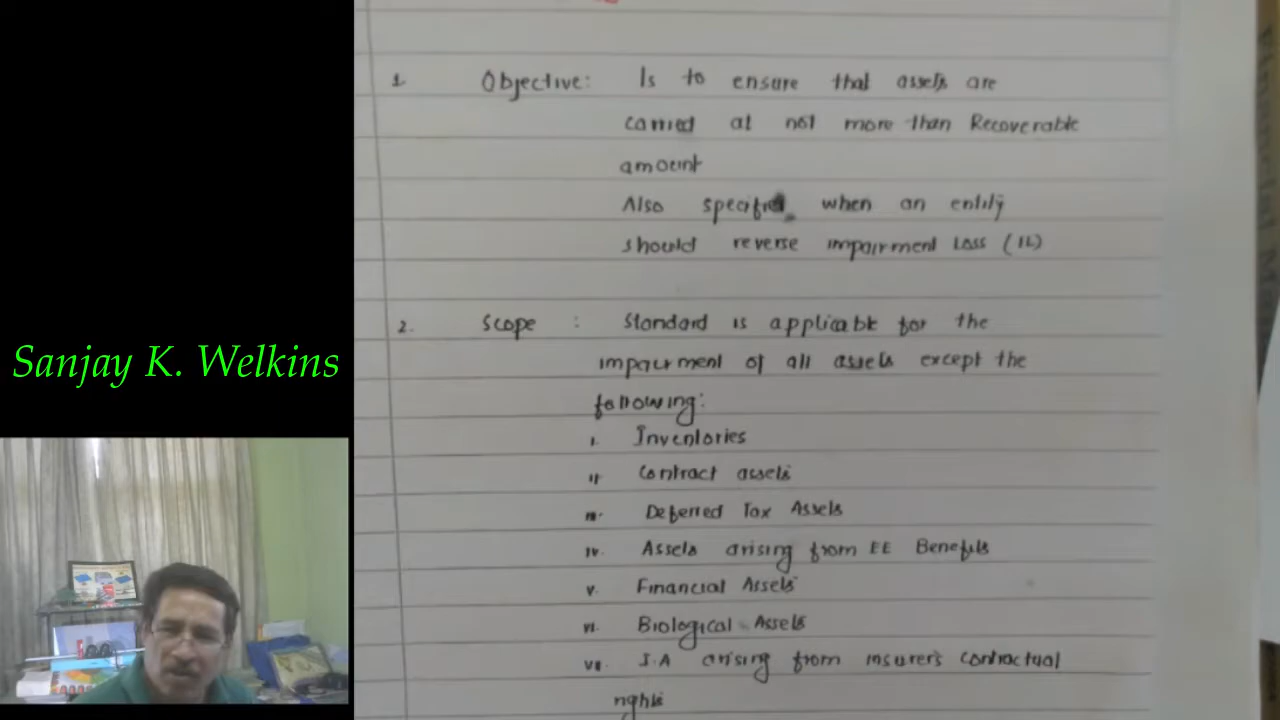 1. Objective: Is to ensure that assets are
carried at not more than Recoverable
amount
Also when an entity
should reverse impairment Loss (IL)
2. Scope : Standard is applicable for the
impairment of all assets except the
following:
i. Inventories
ii Contract assets
iii. Deferred Tax Assets
iv. Assets arising from EE Benefits
v. Financial Assets
vi. Biological Assets
vii. I.A arising from insurer's contractual
rights
Sanjay K. Welkins